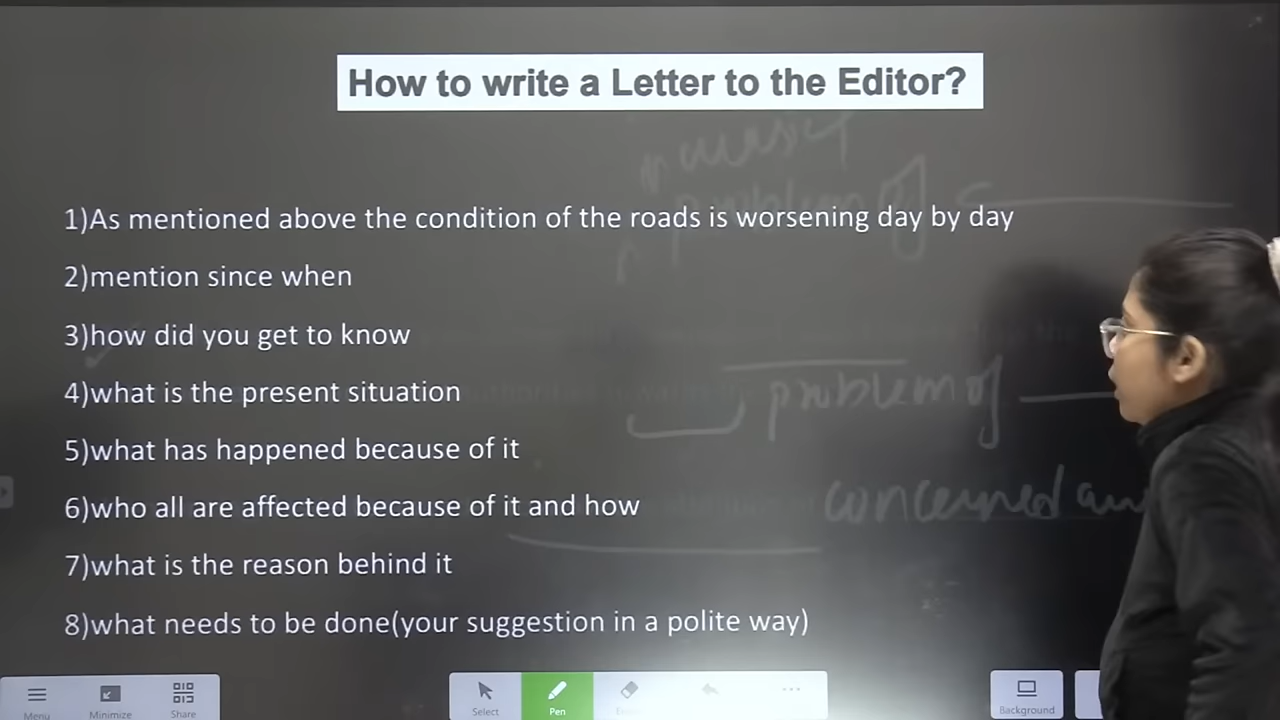 How to write a Letter to the Editor?
problem of
1)As mentioned above the condition of the roads is worsening day by day
2)mention since when
3)how did you get to know
4)what is the present situation
problem of
5)what has happened because of it
6)who all are affected because of it and how
concerned
7)what is the reason behind it
8)what needs to be done(your suggestion in a polite way)
Menu
Minimize
Share
Select
Pen
Background